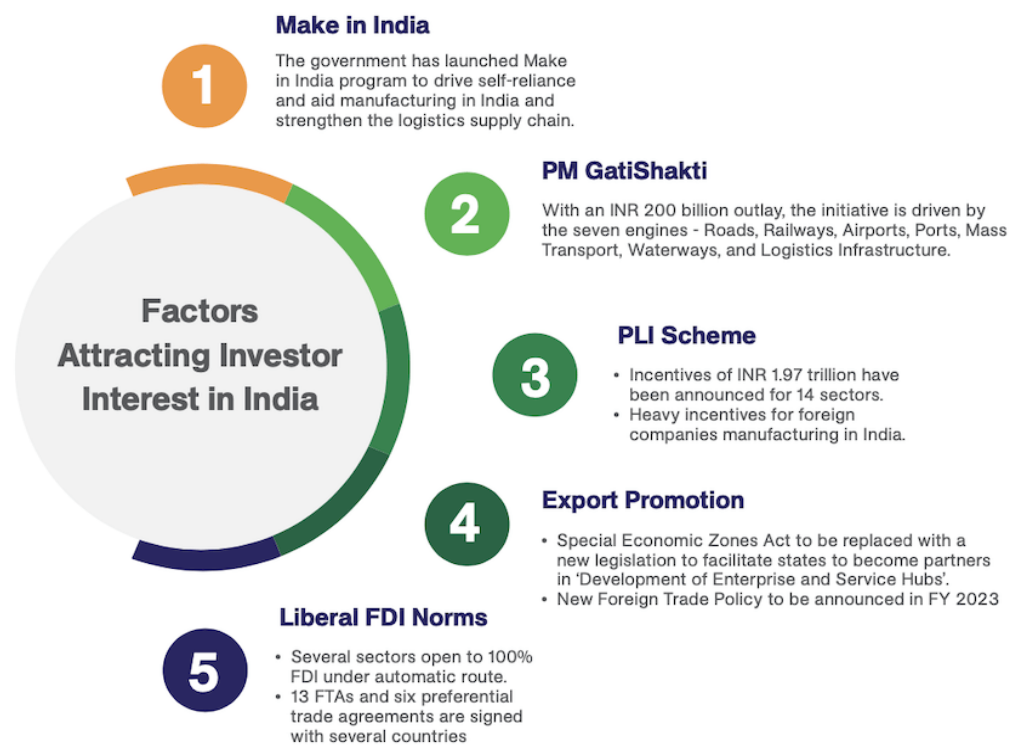 Make in India
1
The government has launched Make
in India program to drive self-reliance
and aid manufacturing in India and
strengthen the logistics supply chain.
PM GatiShakti
2
With an INR 200 billion outlay, the initiative is driven by
the seven engines - Roads, Railways, Airports, Ports, Mass
Transport, Waterways, and Logistics Infrastructure.
Factors
Attracting Investor
Interest in India
PLI Scheme
3
• Incentives of INR 1.97 trillion have
been announced for 14 sectors.
• Heavy incentives for foreign
companies manufacturing in India.
Export Promotion
4
• Special Economic Zones Act to be replaced with a
new legislation to facilitate states to become partners
in ‘Development of Enterprise and Service Hubs’.
• New Foreign Trade Policy to be announced in FY 2023
Liberal FDI Norms
5
• Several sectors open to 100%
FDI under automatic route.
• 13 FTAs and six preferential
trade agreements are signed
with several countries